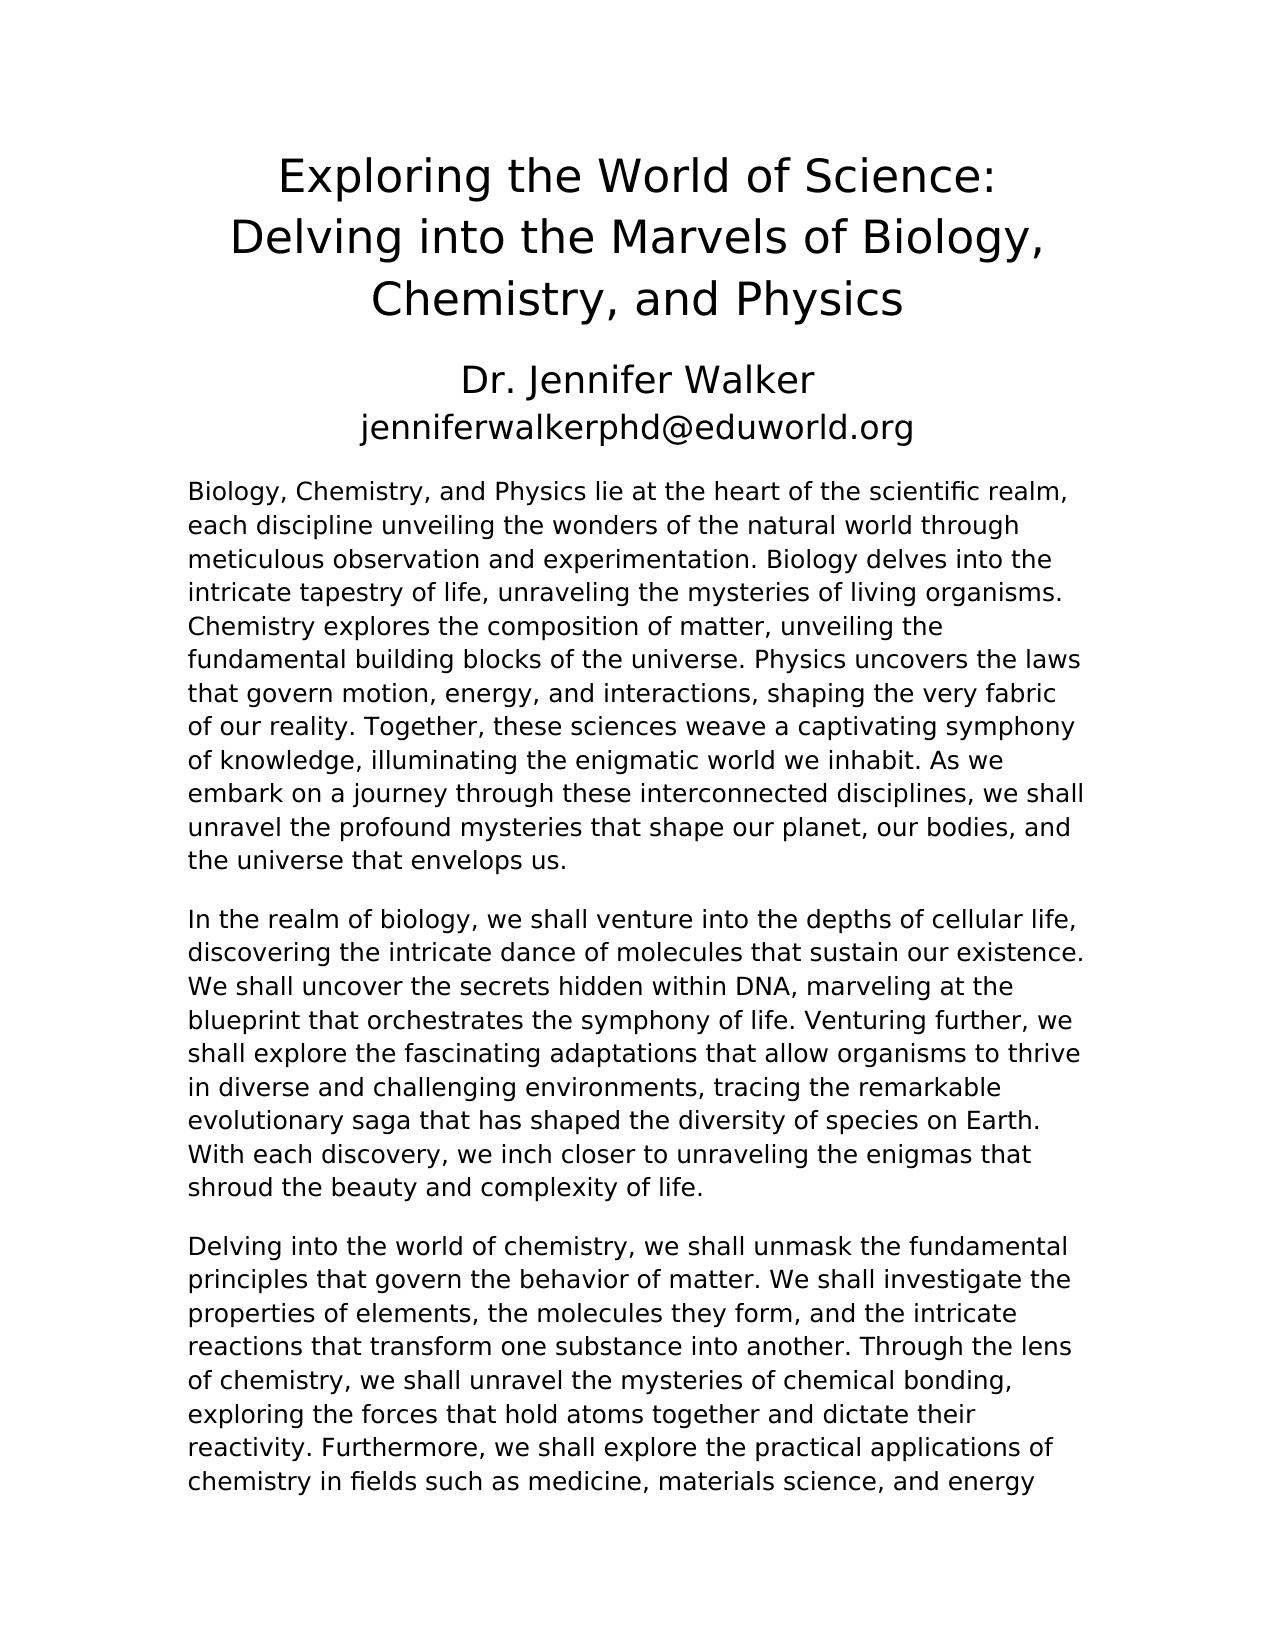 Exploring the World of Science:
Delving into the Marvels of Biology,
Chemistry, and Physics
Dr. Jennifer Walker
jenniferwalkerphd@eduworld.org
Biology, Chemistry, and Physics lie at the heart of the scientific realm,
each discipline unveiling the wonders of the natural world through
meticulous observation and experimentation. Biology delves into the
intricate tapestry of life, unraveling the mysteries of living organisms.
Chemistry explores the composition of matter, unveiling the
fundamental building blocks of the universe. Physics uncovers the laws
that govern motion, energy, and interactions, shaping the very fabric
of our reality. Together, these sciences weave a captivating symphony
of knowledge, illuminating the enigmatic world we inhabit. As we
embark on a journey through these interconnected disciplines, we shall
unravel the profound mysteries that shape our planet, our bodies, and
the universe that envelops us.
In the realm of biology, we shall venture into the depths of cellular life,
discovering the intricate dance of molecules that sustain our existence.
We shall uncover the secrets hidden within DNA, marveling at the
blueprint that orchestrates the symphony of life. Venturing further, we
shall explore the fascinating adaptations that allow organisms to thrive
in diverse and challenging environments, tracing the remarkable
evolutionary saga that has shaped the diversity of species on Earth.
With each discovery, we inch closer to unraveling the enigmas that
shroud the beauty and complexity of life.
Delving into the world of chemistry, we shall unmask the fundamental
principles that govern the behavior of matter. We shall investigate the
properties of elements, the molecules they form, and the intricate
reactions that transform one substance into another. Through the lens
of chemistry, we shall unravel the mysteries of chemical bonding,
exploring the forces that hold atoms together and dictate their
reactivity. Furthermore, we shall explore the practical applications of
chemistry in fields such as medicine, materials science, and energy